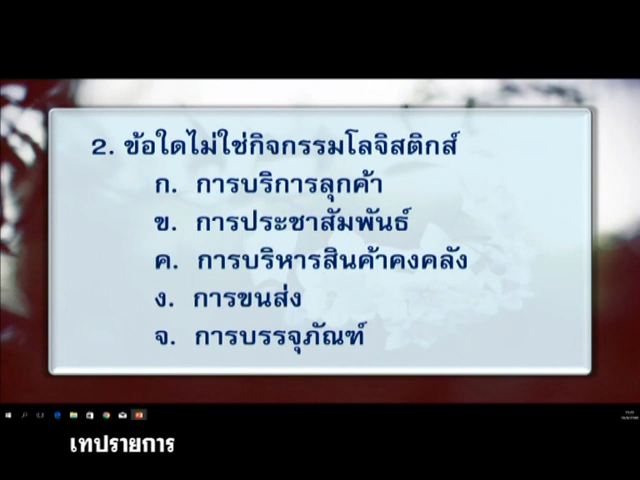 2. ข้อใดไม่ใช่กิจกรรมโลจิสติกส์
ก. การบริการลูกค้า
ข. การประชาสัมพันธ์
ค. การบริหารสินค้าคงคลัง
ง. การขนส่ง
จ. การบรรจุภัณฑ์
เทปรายการ